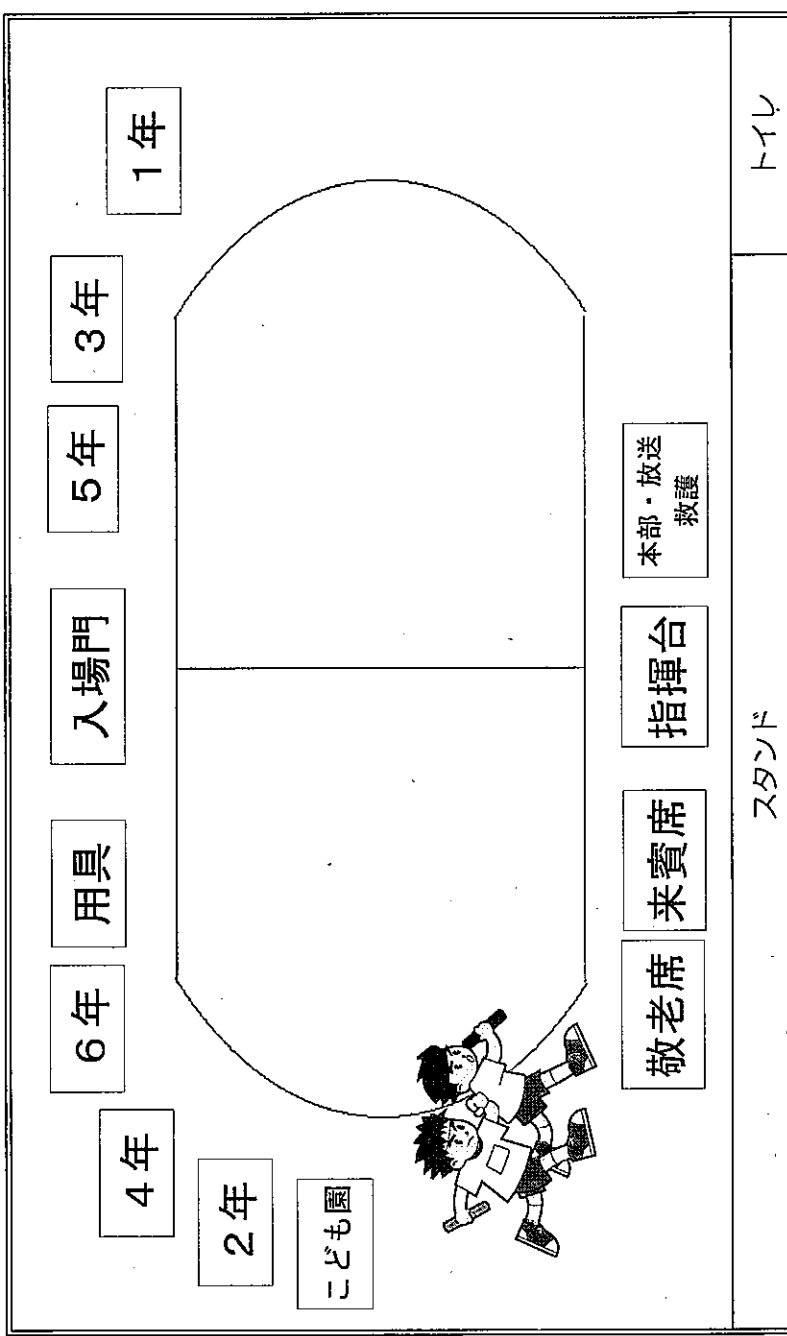 こども園
2年
4年
6年
用具
入場門
5年
3年
1年
敬老席
来賓席
指揮台
本部・放送
救護
スタンド
トイレ